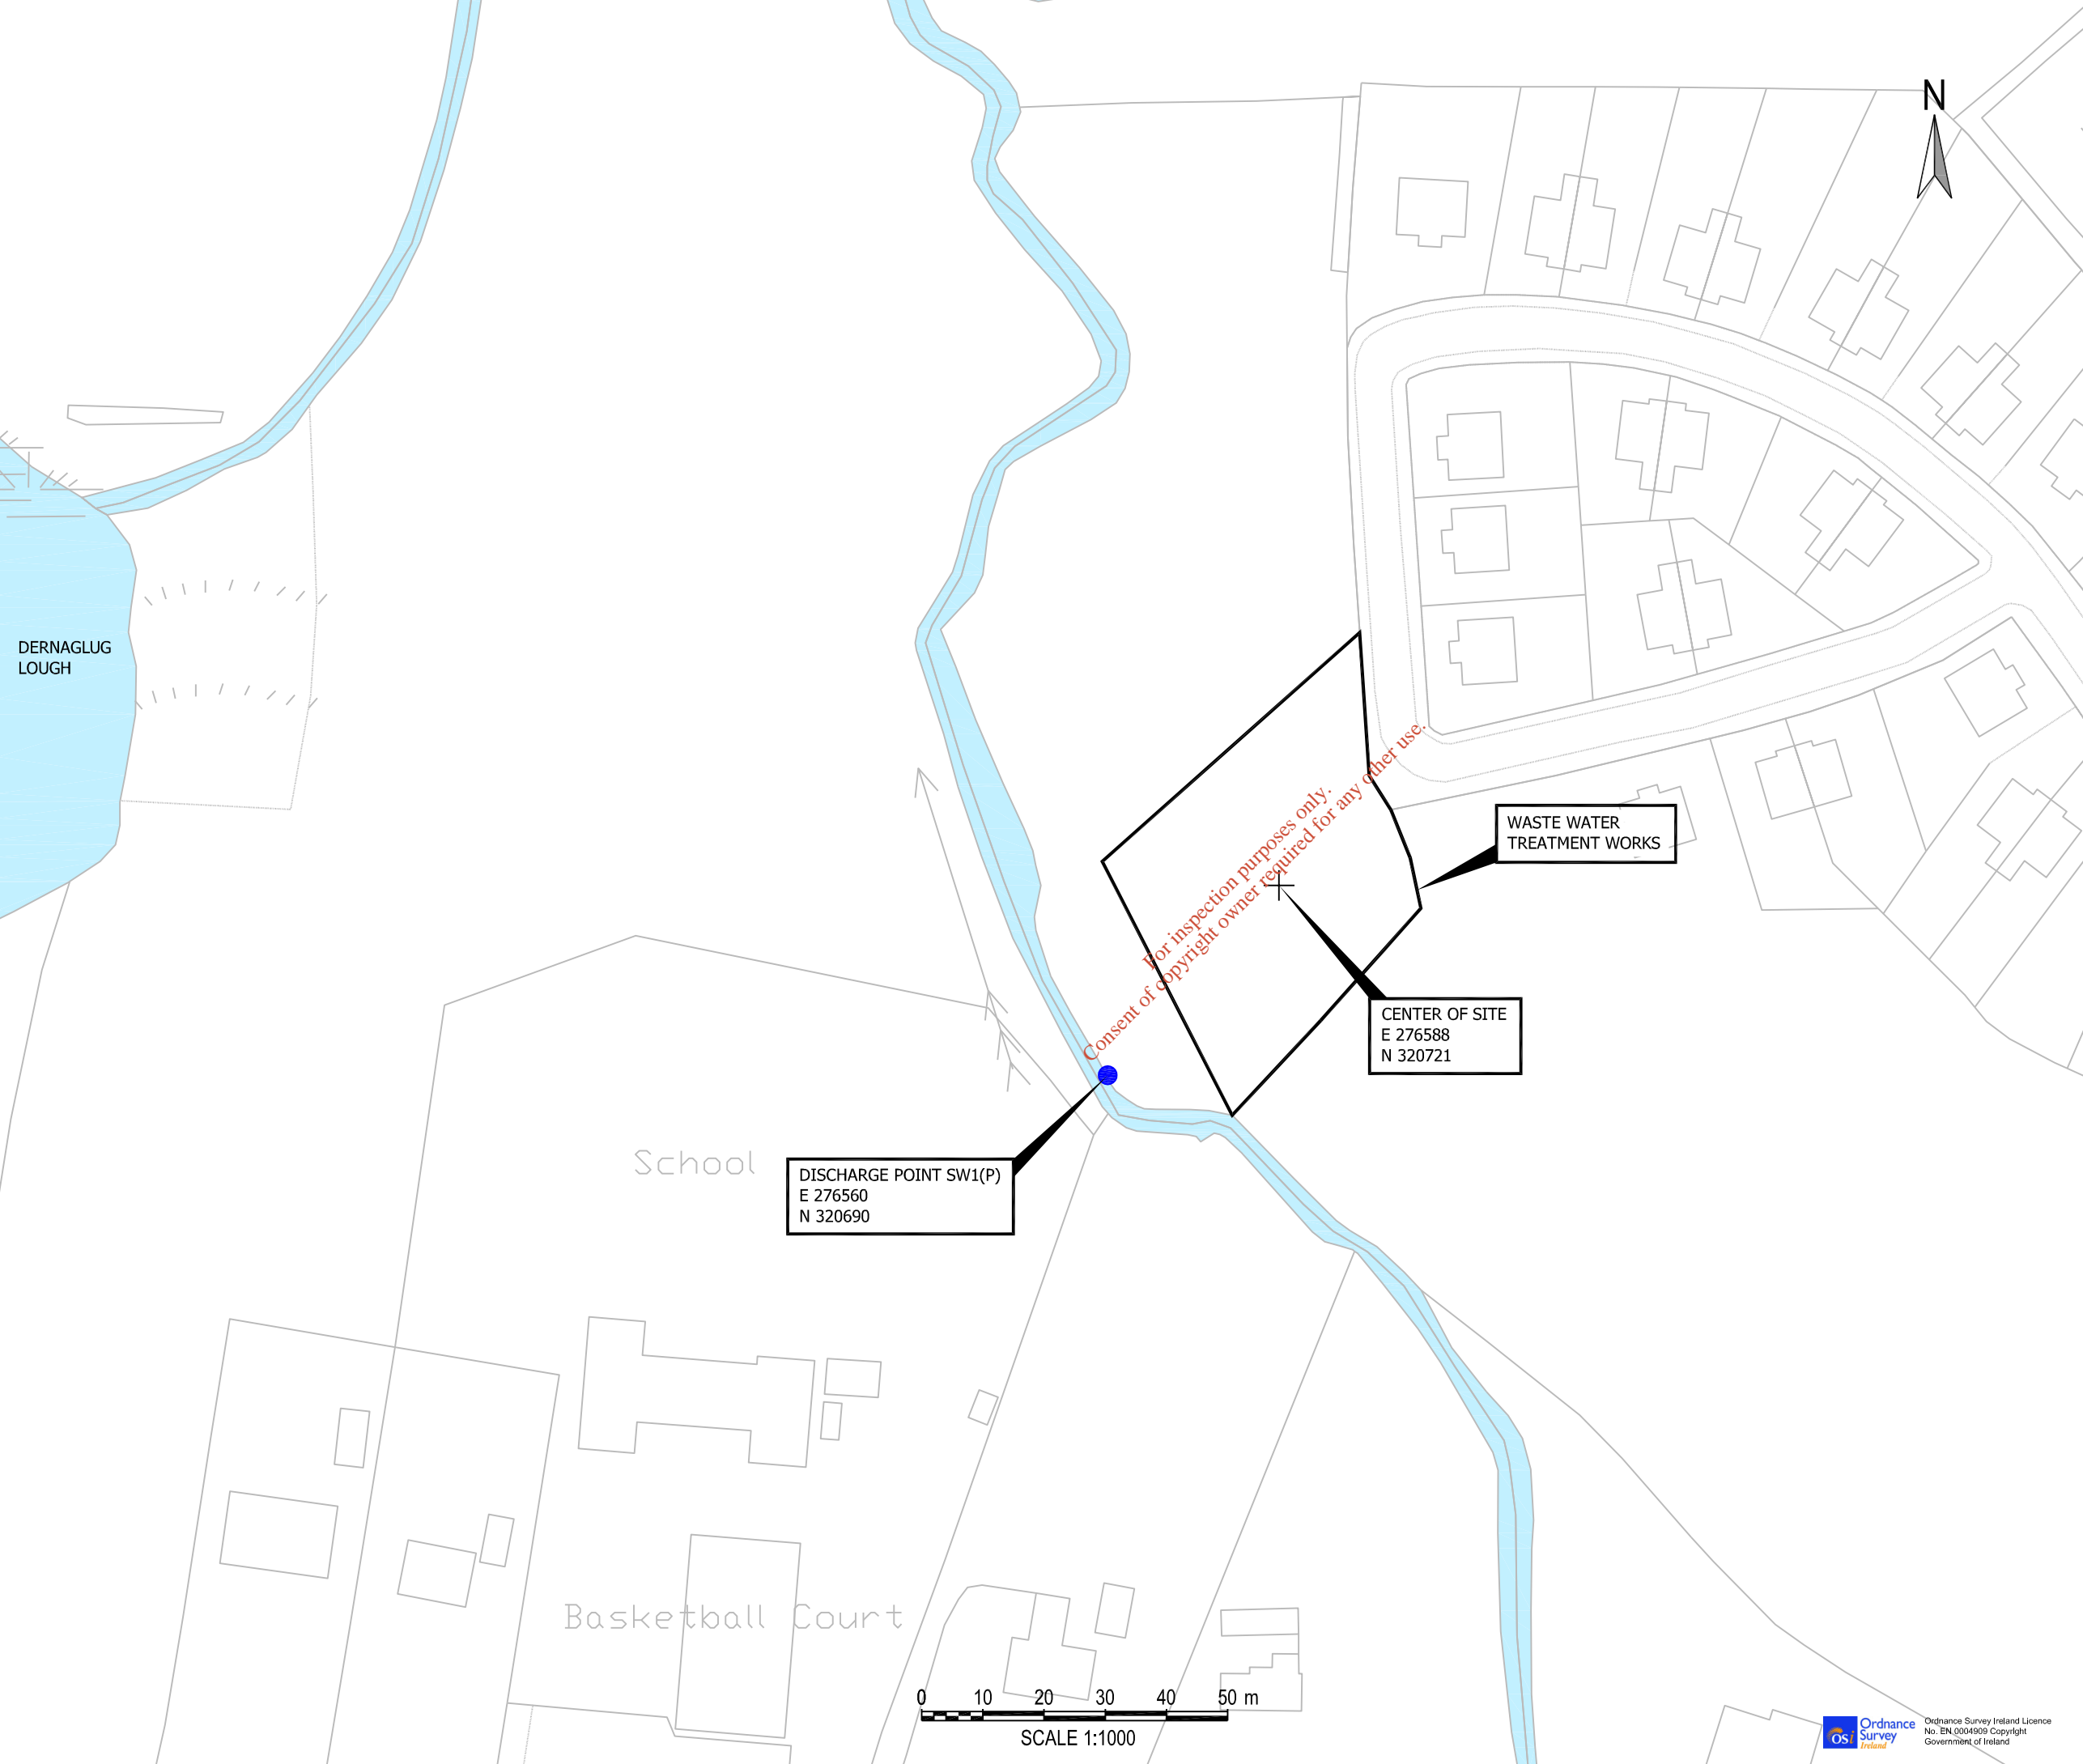 N
DERNAGLUG
LOUGH
For inspection purposes only.
Consent of copyright owner required for any other use.
WASTE WATER
TREATMENT WORKS
CENTER OF SITE
E 276588
N 320721
School
DISCHARGE POINT SW1(P)
E 276560
N 320690
Basketball Court
0 10 20 30 40 50 m
SCALE 1:1000
OSi
Ordnance
Survey
Ireland
Ordnance Survey Ireland Licence
No. EN 0004909 Copyright
Government of Ireland